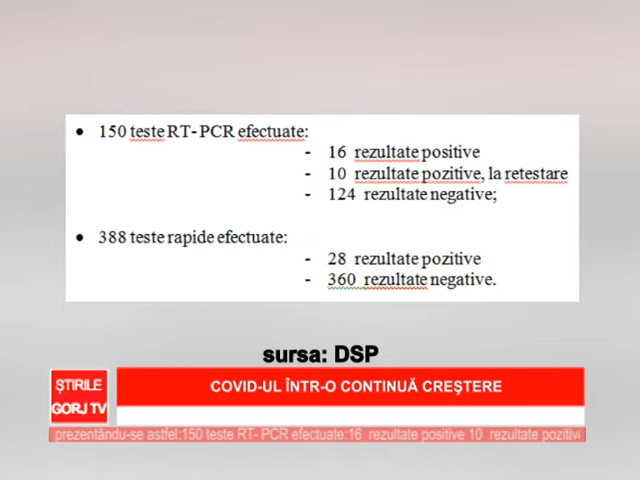 • 150 teste RT- PCR efectuate:
- 16 rezultate positive
- 10 rezultate pozitive, la retestare
- 124 rezultate negative;
• 388 teste rapide efectuate:
- 28 rezultate pozitive
- 360 rezultate negative.
sursa: DSP
ȘTIRILE
GORJ TV
COVID-UL ÎNTR-O CONTINUĂ CREȘTERE
prezentându-se astfel:150 teste RT- PCR efectuate:16 rezultate positive 10 rezultate pozitive